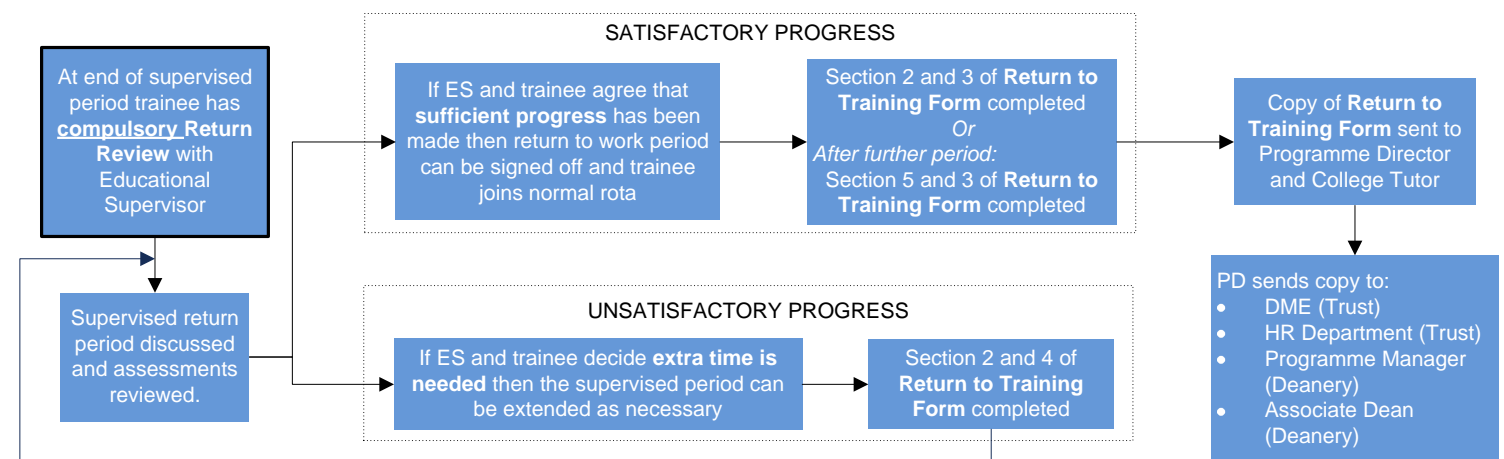 At end of supervised
period trainee has
compulsory Return
Review with
Educational
Supervisor
Supervised return
period discussed
and assessments
reviewed.
SATISFACTORY PROGRESS
If ES and trainee agree that
sufficient progress has been
made then return to work period
can be signed off and trainee
joins normal rota
Section 2 and 3 of Return to
Training Form completed
Or
After further period:
Section 5 and 3 of Return to
Training Form completed
UNSATISFACTORY PROGRESS
If ES and trainee decide extra time is
needed then the supervised period can
be extended as necessary
Section 2 and 4 of
Return to Training
Form completed
Copy of Return to
Training Form sent to
Programme Director
and College Tutor
PD sends copy to:
• DME (Trust)
• HR Department (Trust)
• Programme Manager
(Deanery)
• Associate Dean
(Deanery)